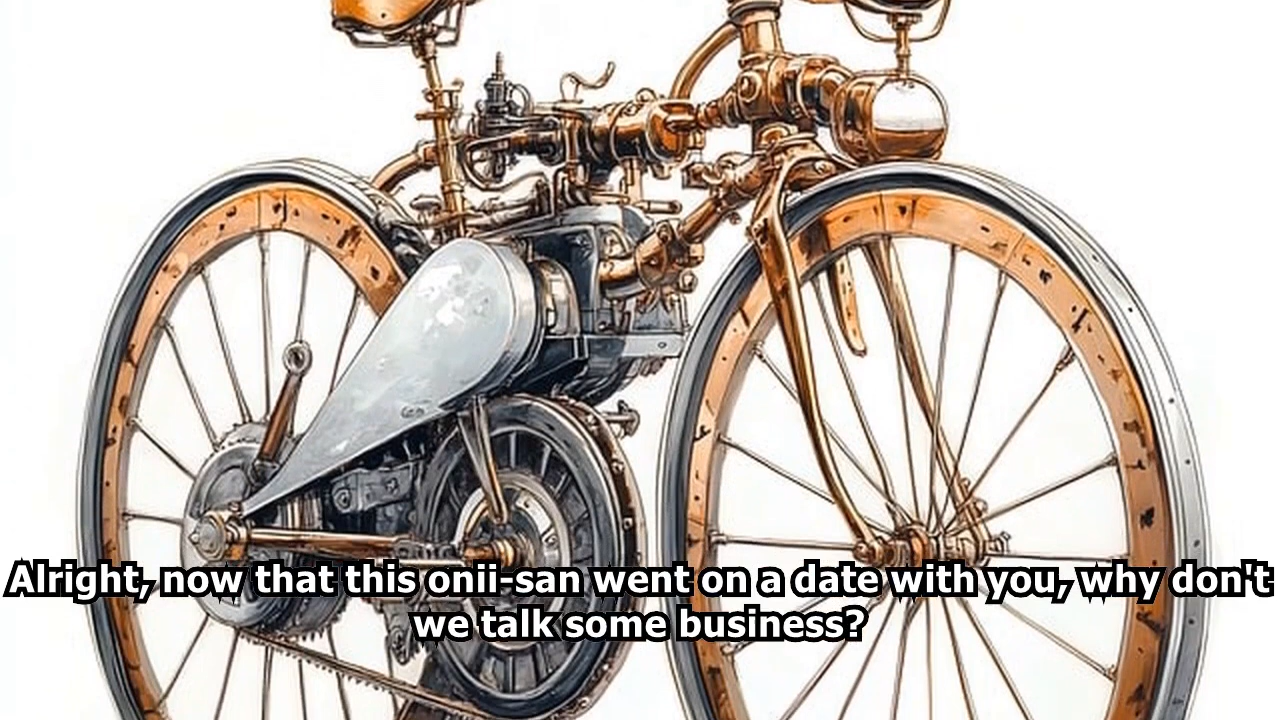 Alright, now that this onii-san went on a date with you, why don't
we talk some business?